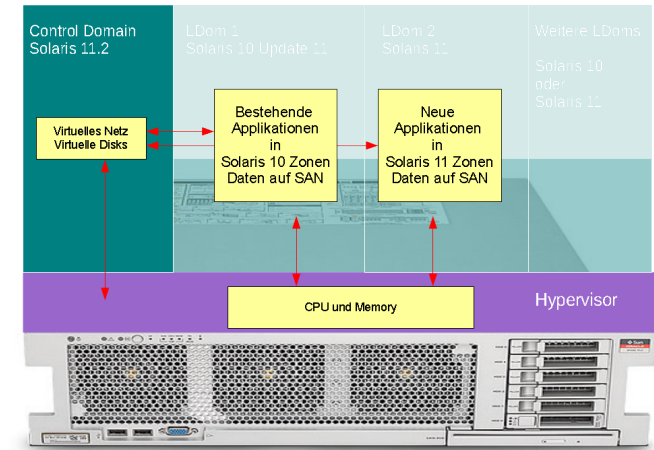 Control Domain
Solaris 11.2
LDom 1
Solaris 10 Update 11
LDom 2
Solaris 11
Weitere LDoms
Solaris 10
oder
Solaris 11
Virtuelles Netz
Virtuelle Disks
Bestehende
Applikationen
in
Solaris 10 Zonen
Daten auf SAN
Neue
Applikationen
in
Solaris 11 Zonen
Daten auf SAN
CPU und Memory
Hypervisor
Sun